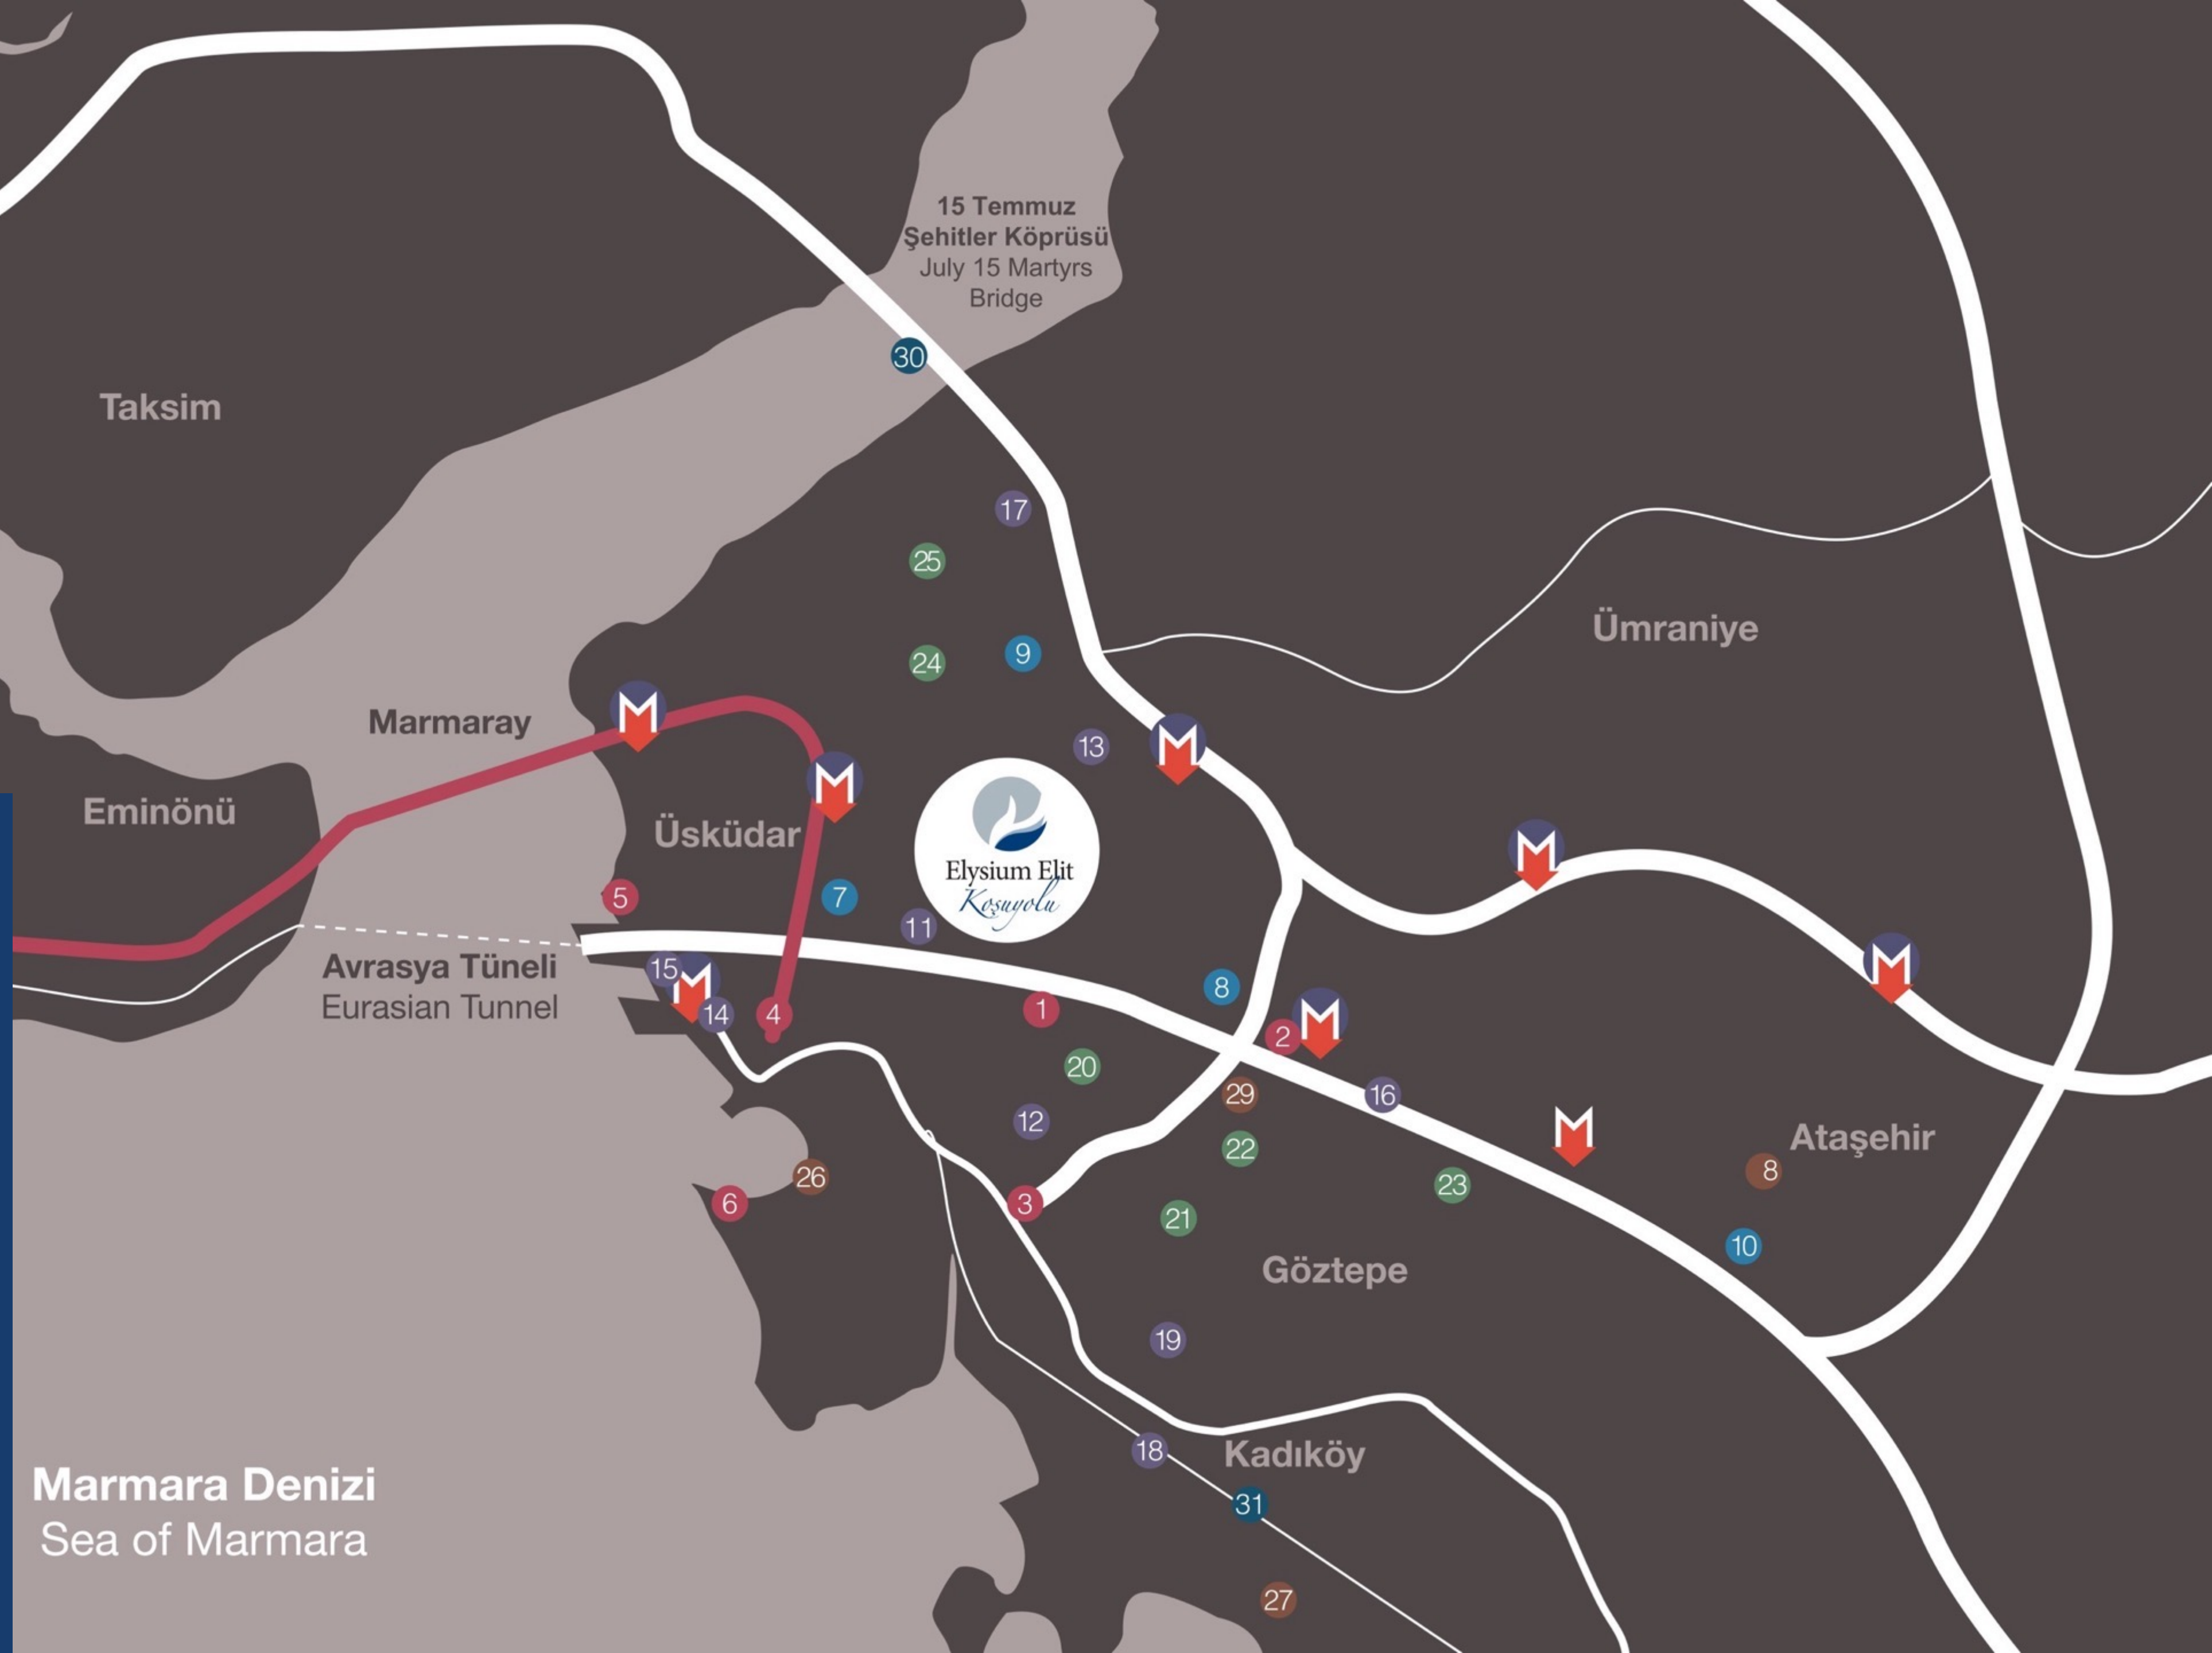 15 Temmuz
Şehitler Köprüsü
July 15 Martyrs
Bridge
30
Taksim
17
25
Ümraniye
9
24
Marmaray
M
M
13
M
Eminönü
Üsküdar
M
Elysium Elit
Koşuyolu
5
7
11
M
Avrasya Tüneli
Eurasian Tunnel
15
M
14
4
8
1
2
M
20
29
16
12
M
Ataşehir
22
8
26
23
6
3
21
10
Göztepe
19
18
Kadıköy
Marmara Denizi
Sea of Marmara
31
27